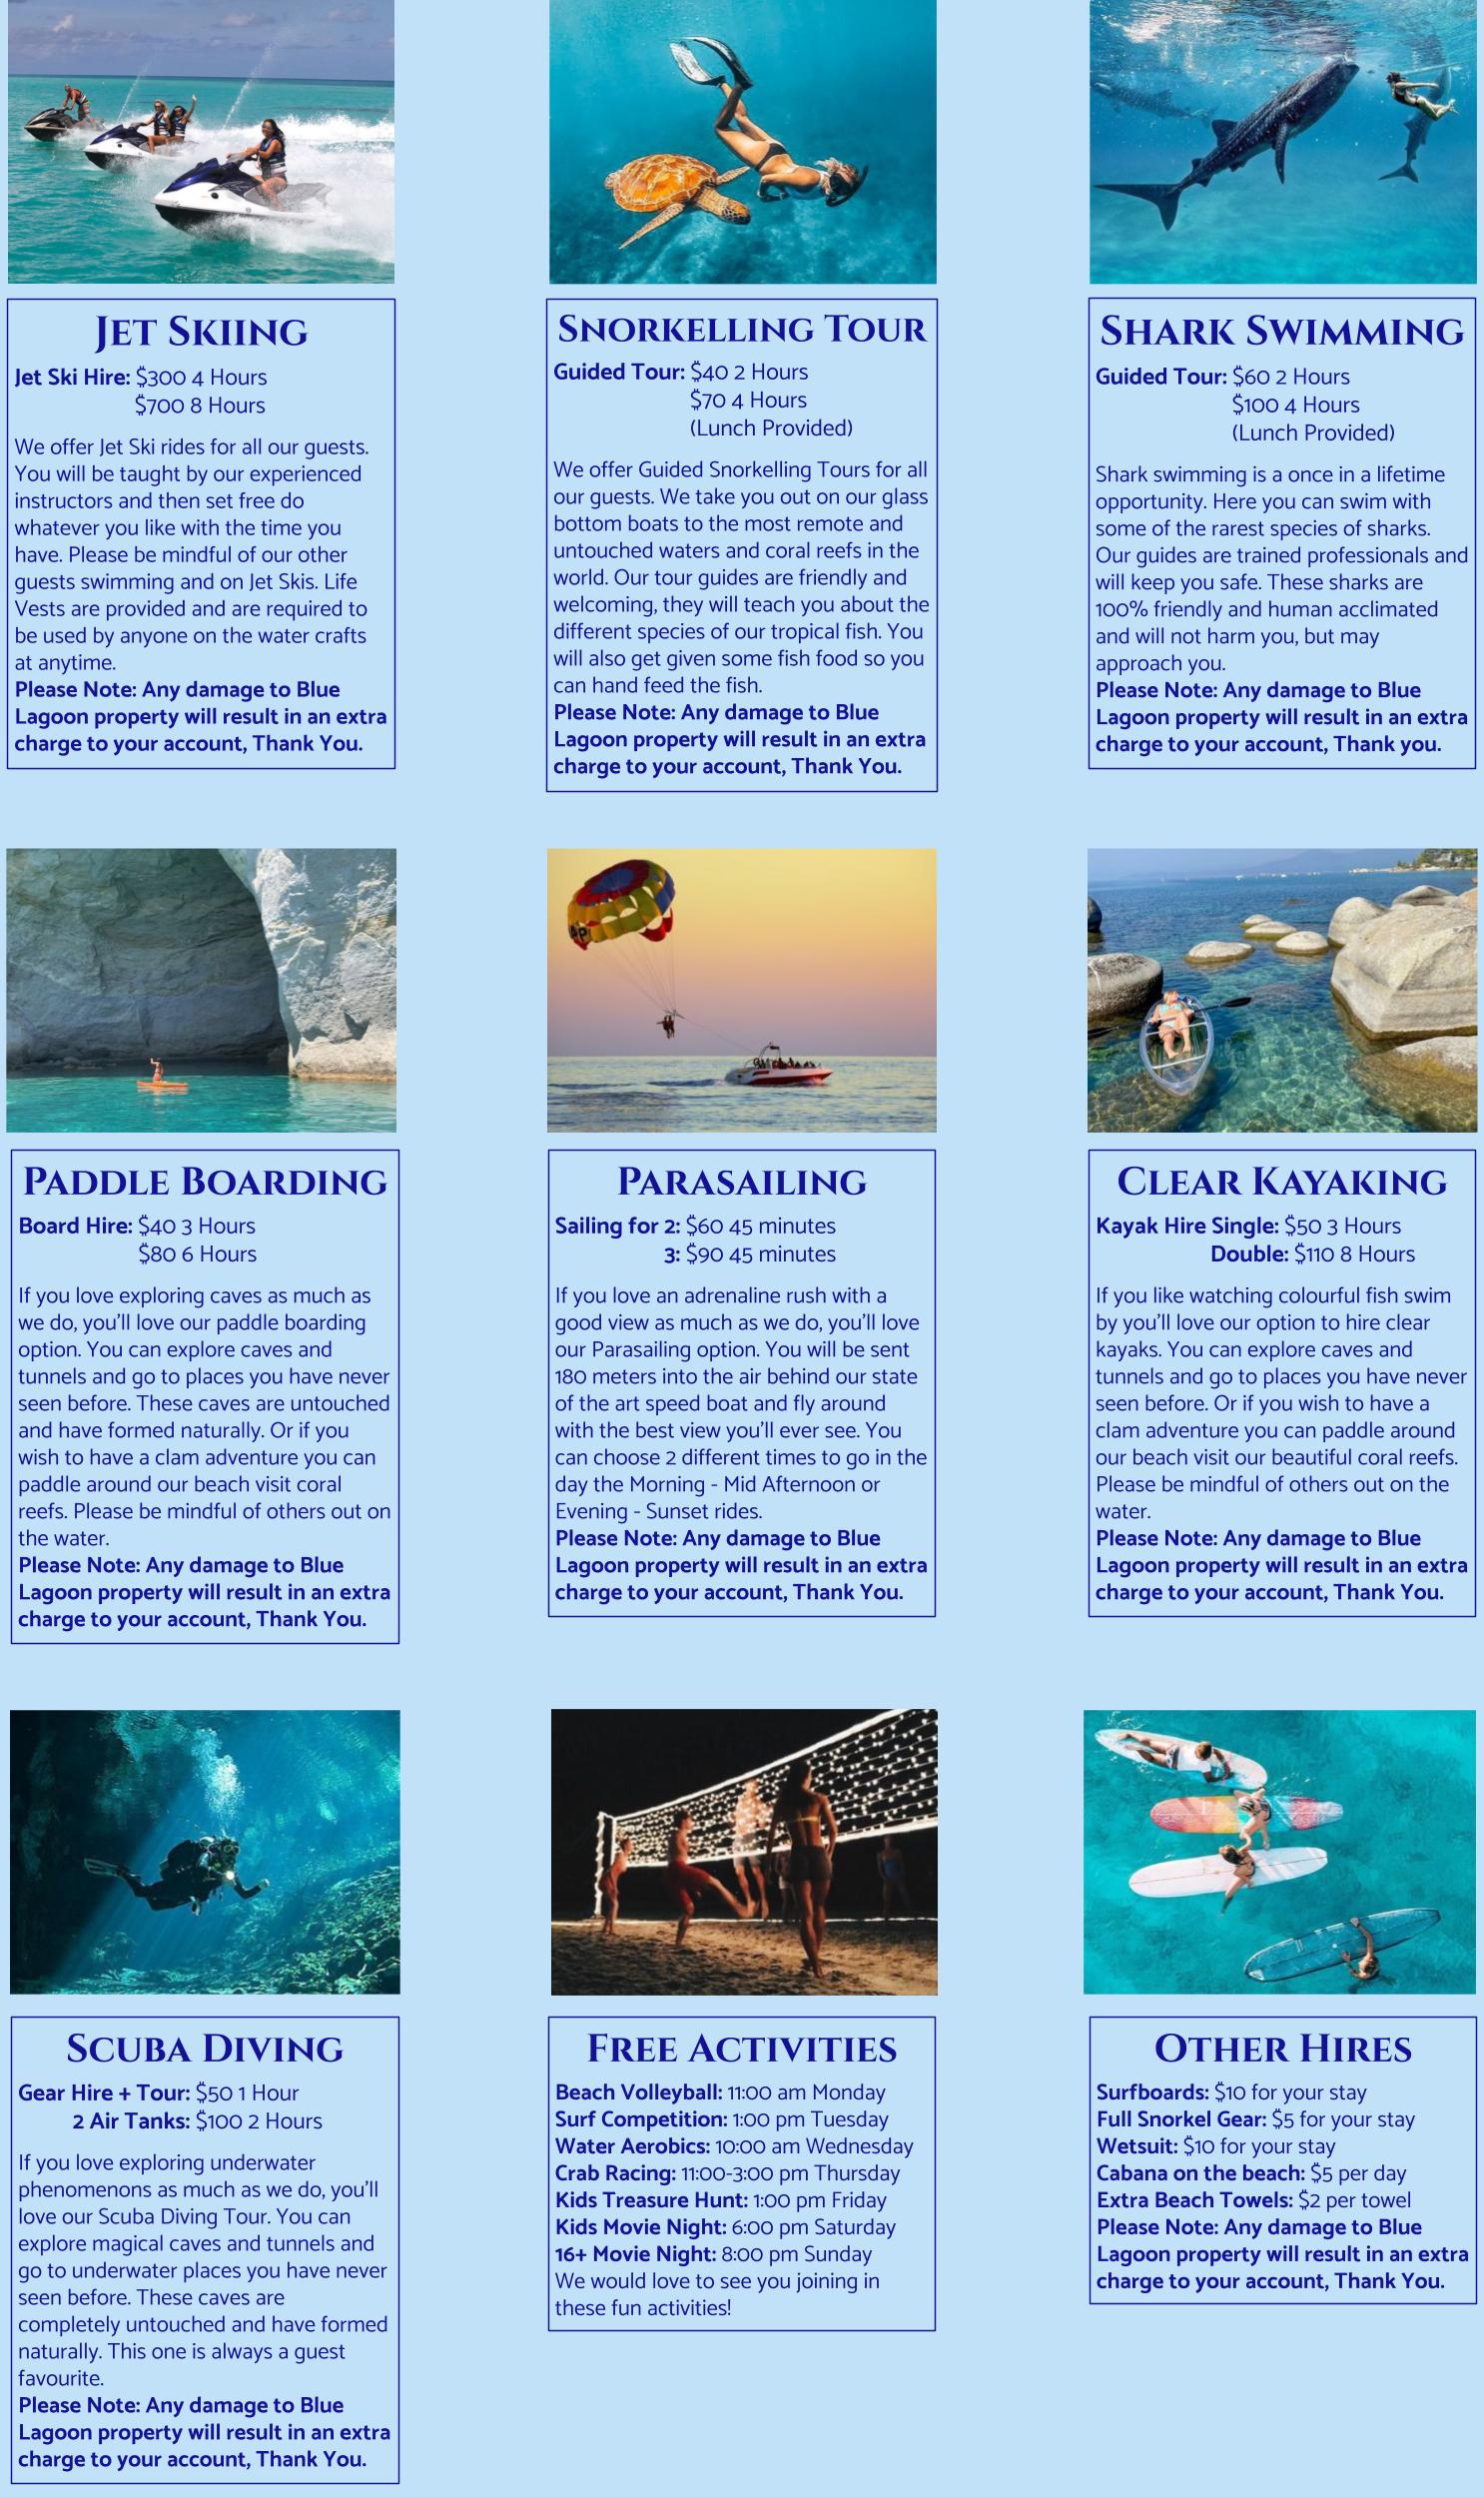 JET SKIING
Jet Ski Hire: $300 4 Hours
$700 8 Hours
We offer Jet Ski rides for all our guests.
You will be taught by our experienced
instructors and then set free do
whatever you like with the time you
have. Please be mindful of our other
guests swimming and on Jet Skis. Life
Vests are provided and are required to
be used by anyone on the water crafts
at anytime.
Please Note: Any damage to Blue
Lagoon property will result in an extra
charge to your account, Thank You.
SNORKELLING TOUR
Guided Tour: $40 2 Hours
$70 4 Hours
(Lunch Provided)
We offer Guided Snorkelling Tours for all
our guests. We take you out on our glass
bottom boats to the most remote and
untouched waters and coral reefs in the
world. Our tour guides are friendly and
welcoming, they will teach you about the
different species of our tropical fish. You
will also get given some fish food so you
can hand feed the fish.
Please Note: Any damage to Blue
Lagoon property will result in an extra
charge to your account, Thank You.
SHARK SWIMMING
Guided Tour: $60 2 Hours
$100 4 Hours
(Lunch Provided)
Shark swimming is a once in a lifetime
opportunity. Here you can swim with
some of the rarest species of sharks.
Our guides are trained professionals and
will keep you safe. These sharks are
100% friendly and human acclimated
and will not harm you, but may
approach you.
Please Note: Any damage to Blue
Lagoon property will result in an extra
charge to your account, Thank you.
PADDLE BOARDING
Board Hire: $40 3 Hours
$80 6 Hours
If you love exploring caves as much as
we do, you'll love our paddle boarding
option. You can explore caves and
tunnels and go to places you have never
seen before. These caves are untouched
and have formed naturally. Or if you
wish to have a clam adventure you can
paddle around our beach visit coral
reefs. Please be mindful of others out on
the water.
Please Note: Any damage to Blue
Lagoon property will result in an extra
charge to your account, Thank You.
PARASAILING
Sailing for 2: $60 45 minutes
3: $90 45 minutes
If you love an adrenaline rush with a
good view as much as we do, you'll love
our Parasailing option. You will be sent
180 meters into the air behind our state
of the art speed boat and fly around
with the best view you'll ever see. You
can choose 2 different times to go in the
day the Morning - Mid Afternoon or
Evening - Sunset rides.
Please Note: Any damage to Blue
Lagoon property will result in an extra
charge to your account, Thank You.
CLEAR KAYAKING
Kayak Hire Single: $50 3 Hours
Double: $110 8 Hours
If you like watching colourful fish swim
by you'll love our option to hire clear
kayaks. You can explore caves and
tunnels and go to places you have never
seen before. Or if you wish to have a
clam adventure you can paddle around
our beach visit our beautiful coral reefs.
Please be mindful of others out on the
water.
Please Note: Any damage to Blue
Lagoon property will result in an extra
charge to your account, Thank You.
SCUBA DIVING
Gear Hire + Tour: $50 1 Hour
2 Air Tanks: $100 2 Hours
If you love exploring underwater
phenomenons as much as we do, you'll
love our Scuba Diving Tour. You can
explore magical caves and tunnels and
go to underwater places you have never
seen before. These caves are
completely untouched and have formed
naturally. This one is always a guest
favourite.
Please Note: Any damage to Blue
Lagoon property will result in an extra
charge to your account, Thank You.
FREE ACTIVITIES
Beach Volleyball: 11:00 am Monday
Surf Competition: 1:00 pm Tuesday
Water Aerobics: 10:00 am Wednesday
Crab Racing: 11:00-3:00 pm Thursday
Kids Treasure Hunt: 1:00 pm Friday
Kids Movie Night: 6:00 pm Saturday
16+ Movie Night: 8:00 pm Sunday
We would love to see you joining in
these fun activities!
OTHER HIRES
Surfboards: $10 for your stay
Full Snorkel Gear: $5 for your stay
Wetsuit: $10 for your stay
Cabana on the beach: $5 per day
Extra Beach Towels: $2 per towel
Please Note: Any damage to Blue
Lagoon property will result in an extra
charge to your account, Thank You.